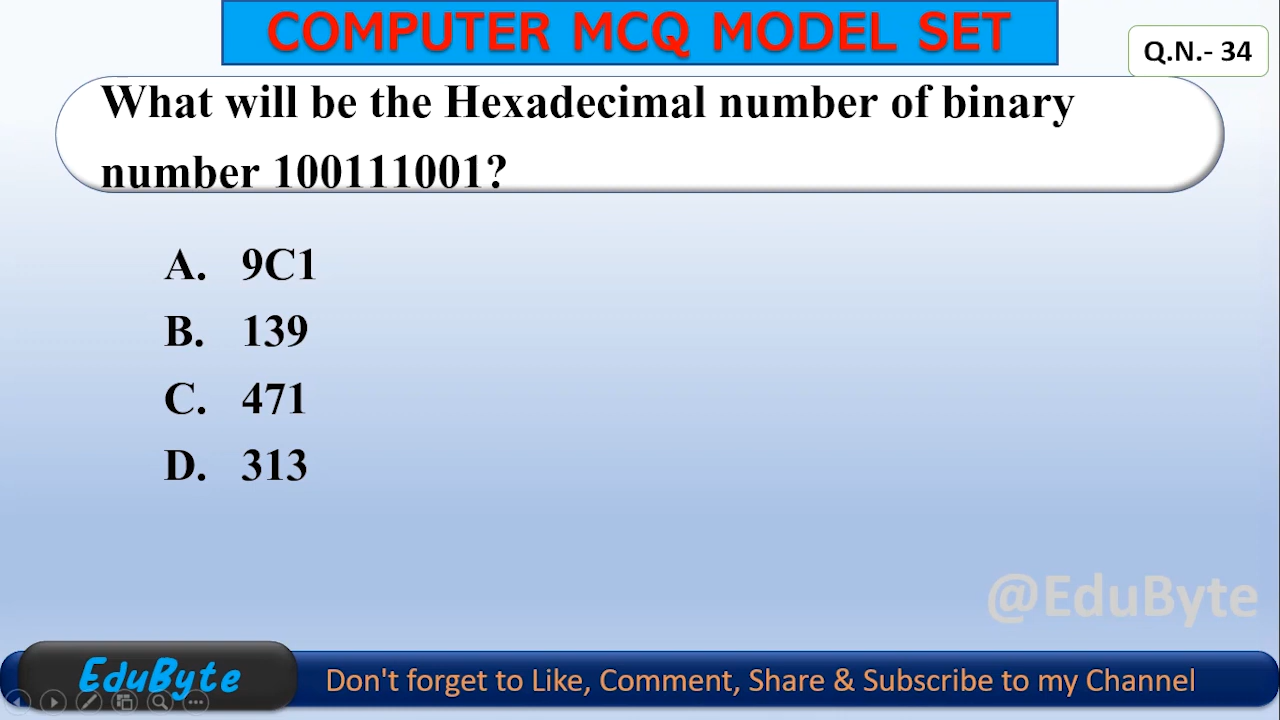 COMPUTER MCQ MODEL SET
Q.N.- 34
What will be the Hexadecimal number of binary
number 100111001?
A. 9C1
B. 139
C. 471
D. 313
@EduByte
EduByte
Don't forget to Like, Comment, Share & Subscribe to my Channel